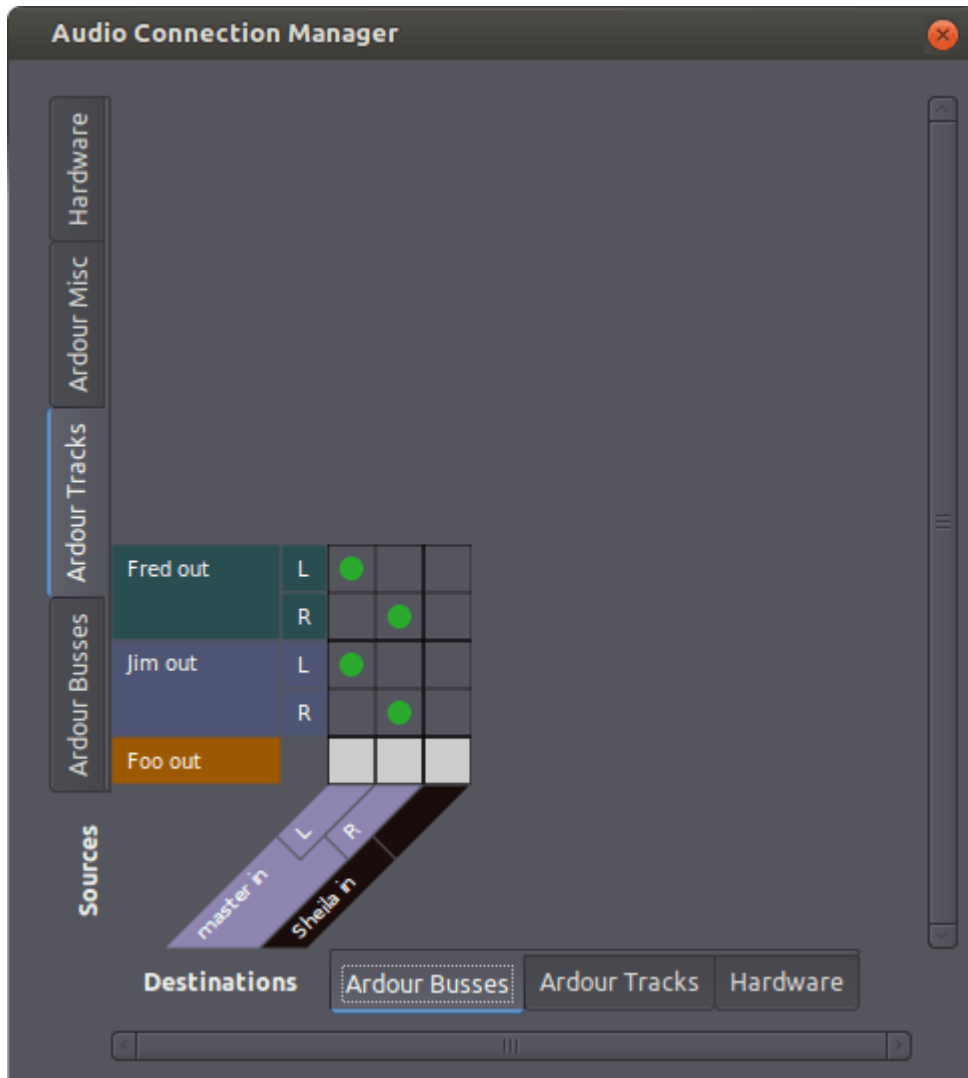 Audio Connection Manager
Hardware
Ardour Misc
Ardour Tracks
Ardour Busses
Sources
Fred out L
R
Jim out L
R
Foo out
L R
master in
Sheila in
Destinations
Ardour Busses Ardour Tracks Hardware